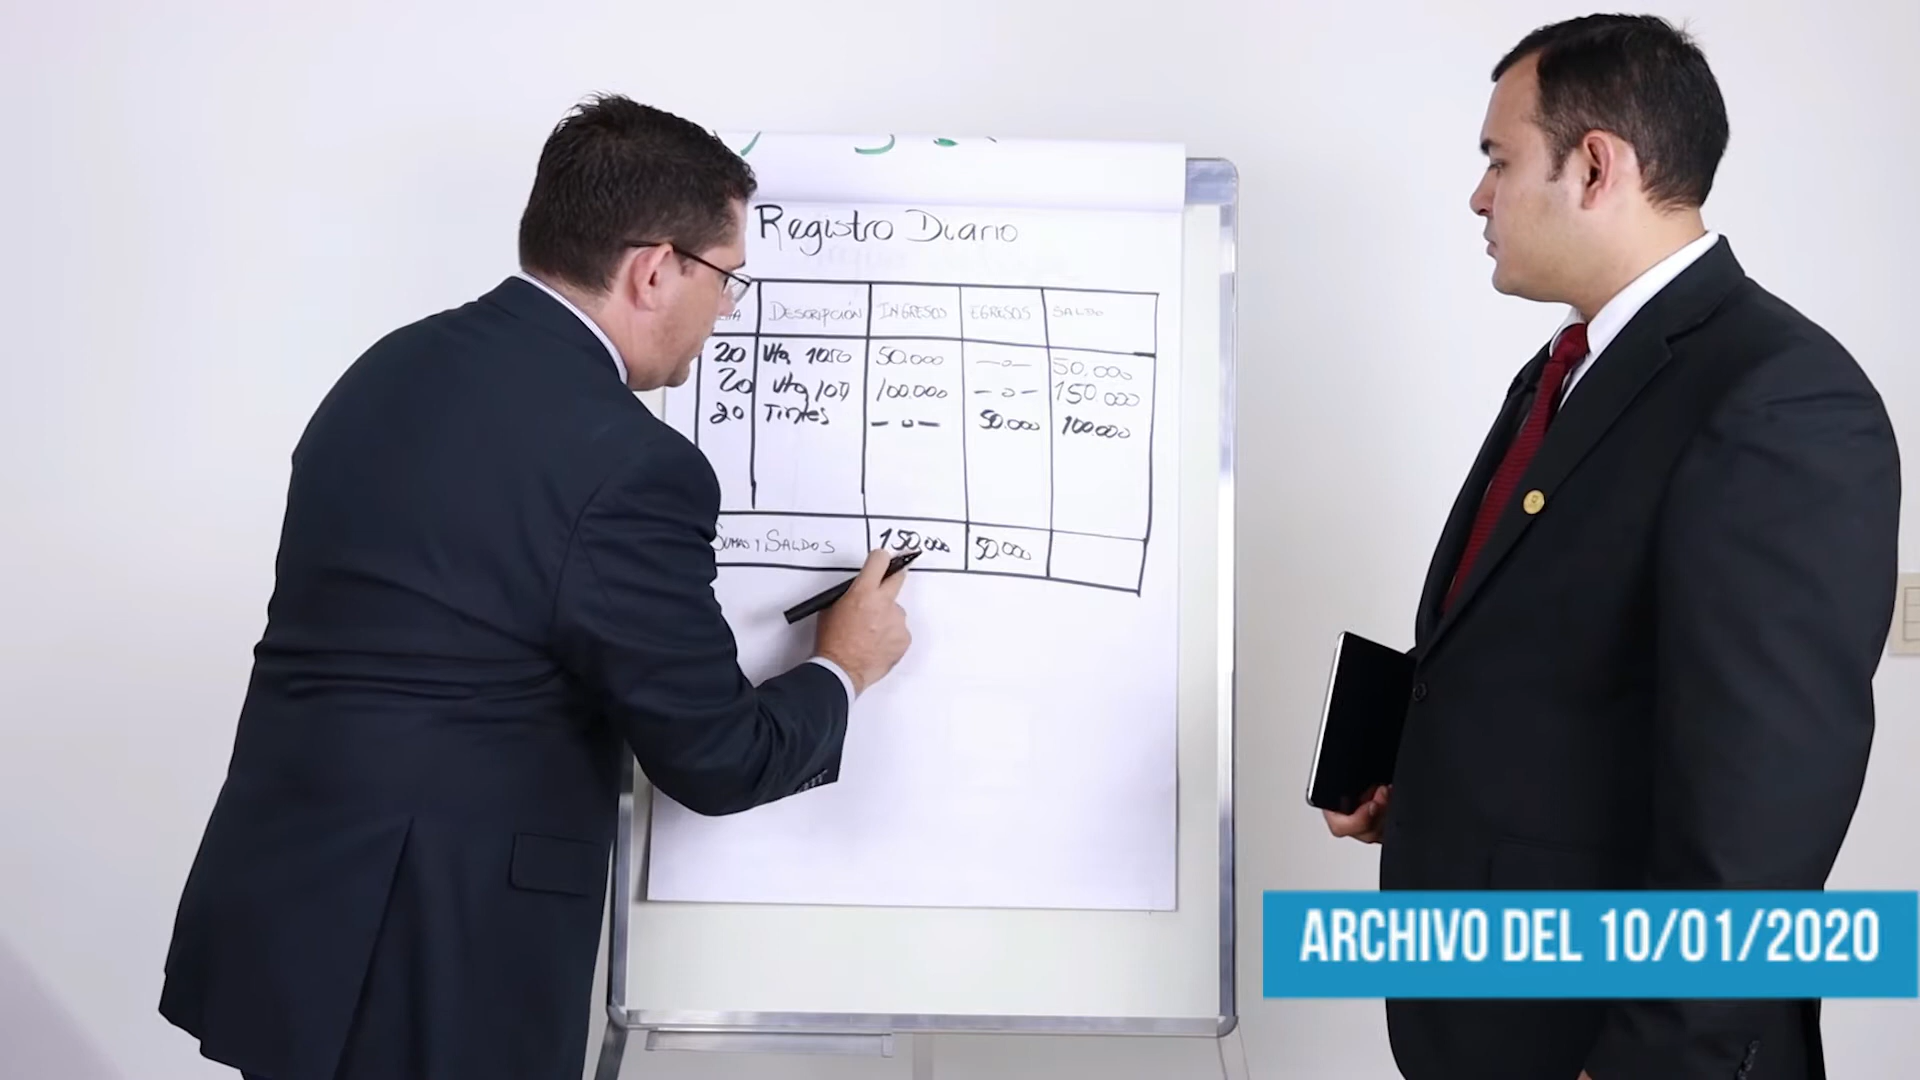 Registro Diario
DESCRIPCIÓN INGRESOS EGRESOS SALDO
20 Vta 1050 50.000 —o— 50.000
20 Vta 100.000 —o— 150.000
20 Tintes —o— 50.000 100.000
SUMAS Y SALDOS 150.000 50.000
ARCHIVO DEL 10/01/2020